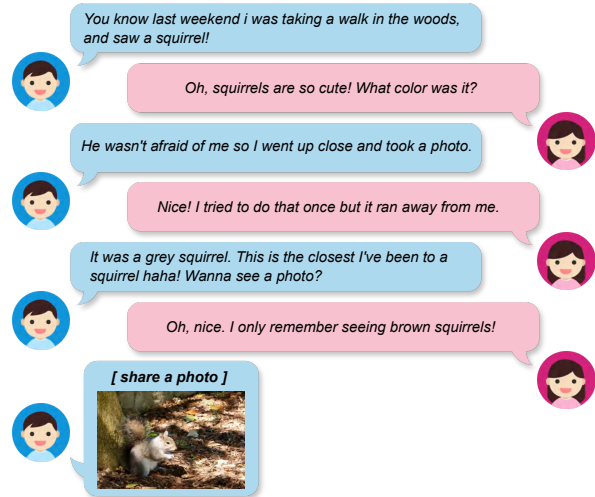 You know last weekend i was taking a walk in the woods,
and saw a squirrel!
Oh, squirrels are so cute! What color was it?
He wasn't afraid of me so I went up close and took a photo.
Nice! I tried to do that once but it ran away from me.
It was a grey squirrel. This is the closest I've been to a
squirrel haha! Wanna see a photo?
Oh, nice. I only remember seeing brown squirrels!
[ share a photo ]